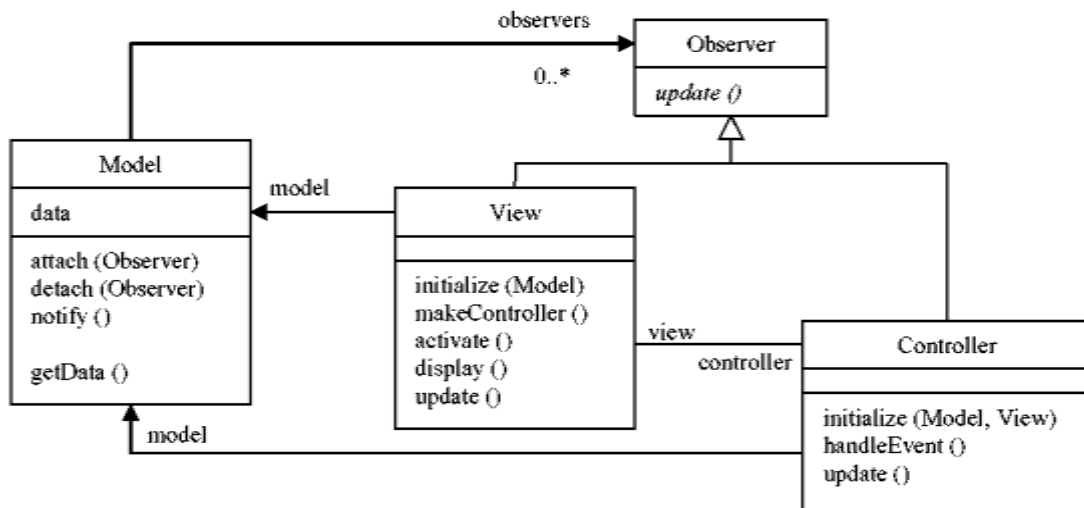 observers
Observer
0..*
update ()
Model
data
attach (Observer)
detach (Observer)
notify ()
getData ()
model
View
initialize (Model)
makeController ()
activate ()
display ()
update ()
view
controller
Controller
initialize (Model, View)
handleEvent ()
update ()
model